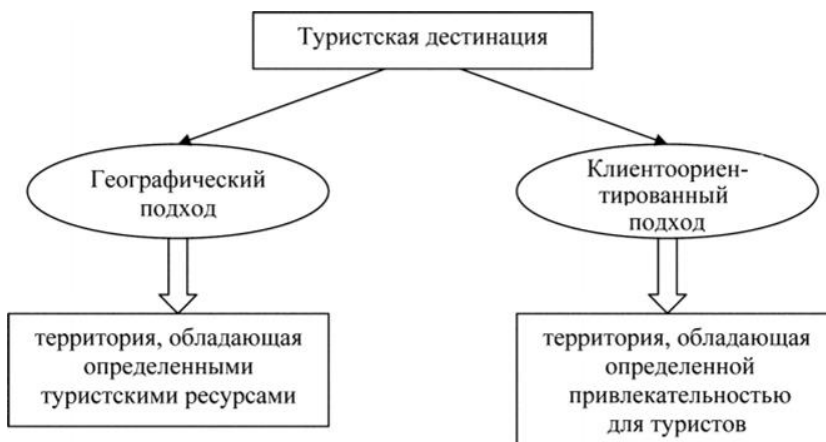 Туристская дестинация
Географический
подход
Клиентоориен-
тированный
подход
территория, обладающая
определенными
туристскими ресурсами
территория, обладающая
определенной
привлекательностью
для туристов